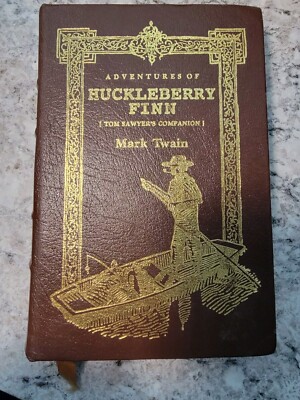 ADVENTURES OF
HUCKLEBERRY
FINN
[ TOM SAWYER'S COMPANION ]
Mark Twain